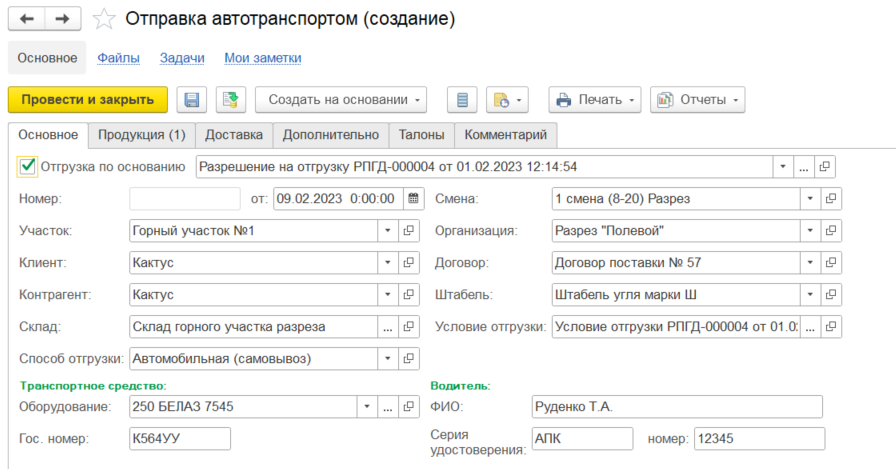 Отправка автотранспортом (создание)
Основное Файлы Задачи Мои заметки
Провести и закрыть Создать на основании Печать Отчеты
Основное Продукция (1) Доставка Дополнительно Талоны Комментарий
Отгрузка по основанию Разрешение на отгрузку РПГД-000004 от 01.02.2023 12:14:54 ...
Номер: от: 09.02.2023 0:00:00 Смена: 1 смена (8-20) Разрез
Участок: Горный участок №1 Организация: Разрез "Полевой"
Клиент: Кактус Договор: Договор поставки № 57
Контрагент: Кактус Штабель: Штабель угля марки Ш
Склад: Склад горного участка разреза ... Условие отгрузки: Условие отгрузки РПГД-000004 от 01.0 ...
Способ отгрузки: Автомобильная (самовывоз)
Транспортное средство: Водитель:
Оборудование: 250 БЕЛАЗ 7545 ... ФИО: Руденко Т.А.
Гос. номер: К564УУ Серия удостоверения: АПК номер: 12345